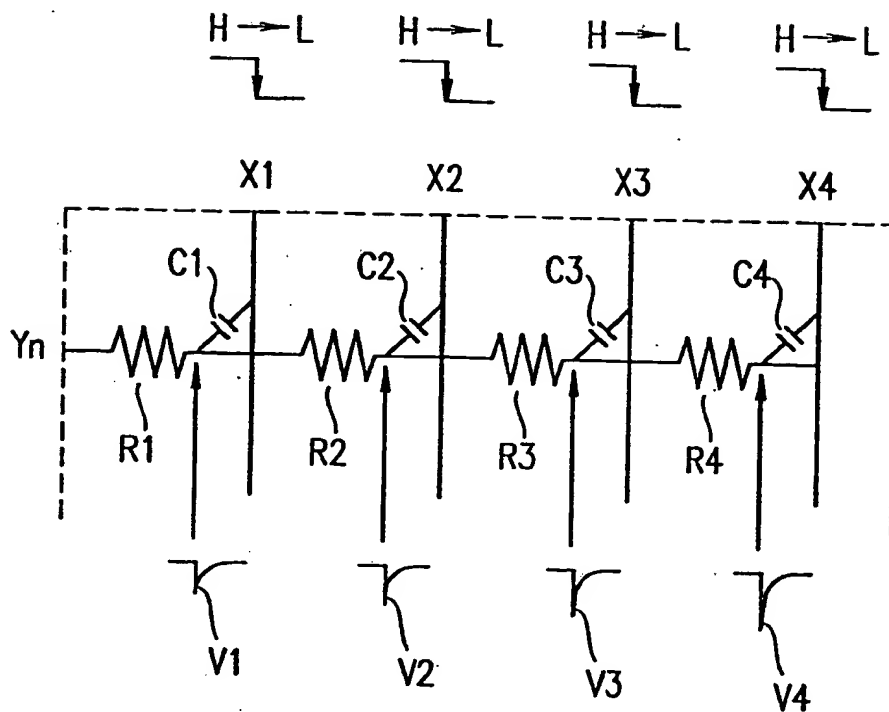 H → L H → L H → L H → L
X1 X2 X3 X4
C1 C2 C3 C4
Yn
R1 R2 R3 R4
V1 V2 V3 V4